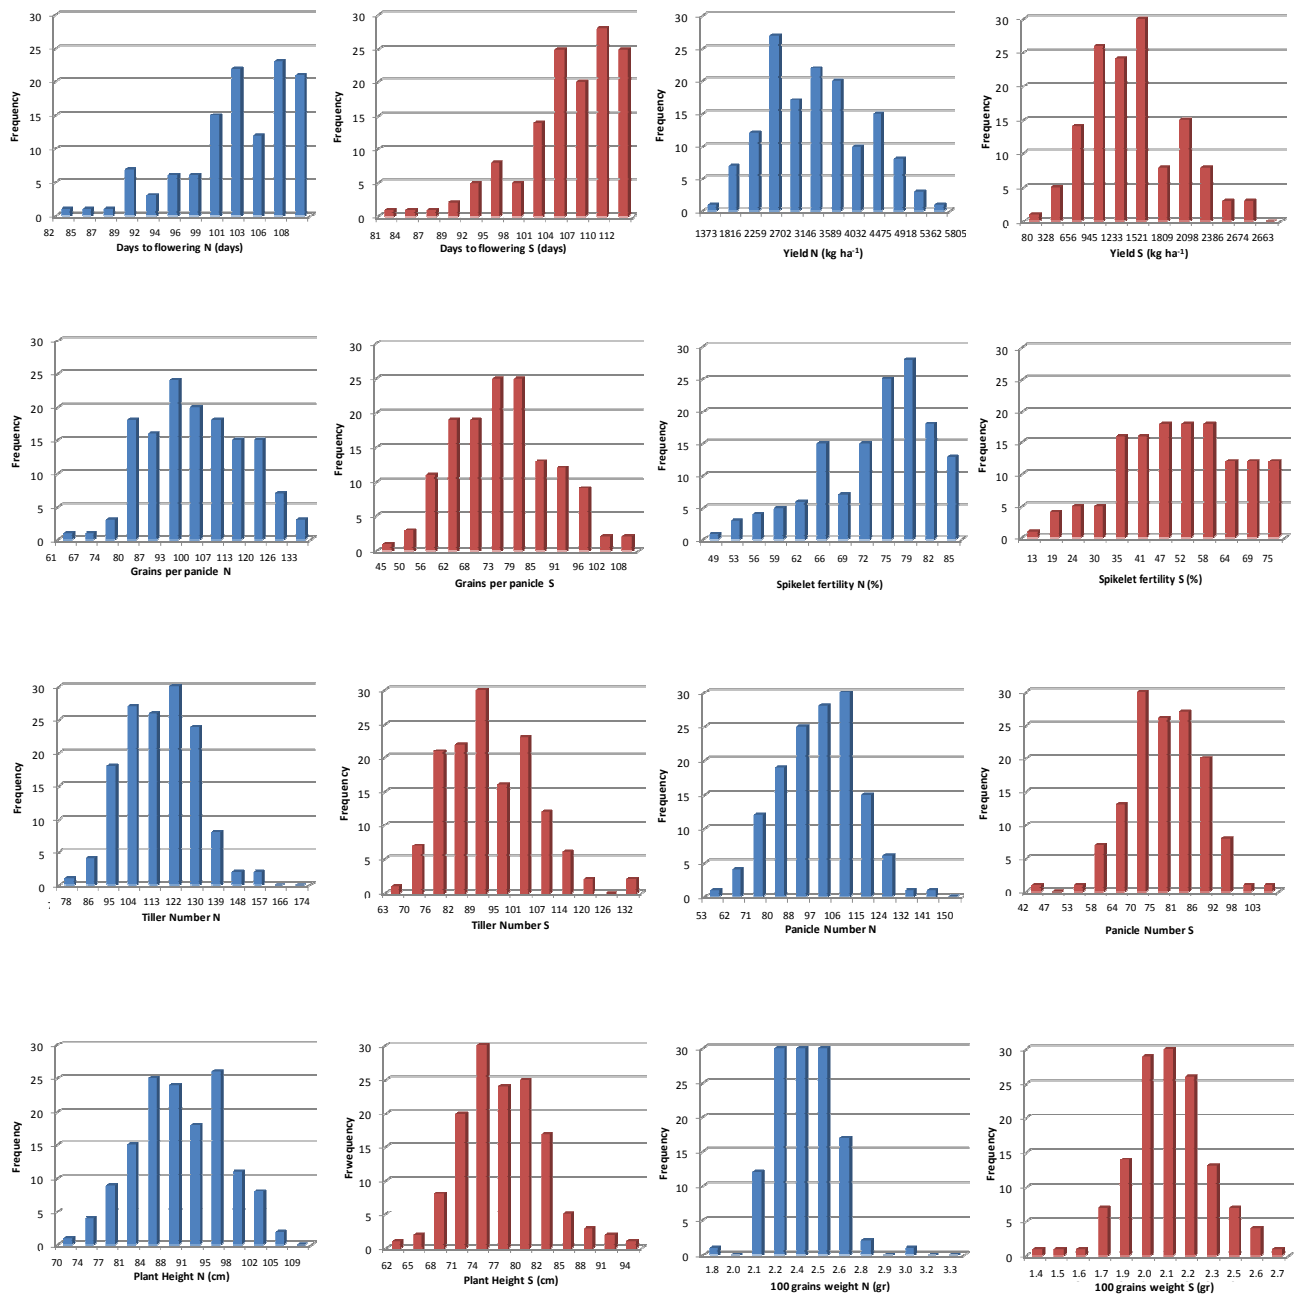 30
25
20
15
10
5
0
Frequency
82 85 87 89 92 94 96 99 101 103 106 108
Days to flowering N (days)
30
25
20
15
10
5
0
Frequency
81 84 87 89 92 95 98 101 104 107 110 112
Days to flowering S (days)
30
25
20
15
10
5
0
Frequency
1373 1816 2259 2702 3146 3589 4032 4475 4918 5362 5805
Yield N (kg ha-1)
30
25
20
15
10
5
0
Frequency
80 328 656 945 1233 1521 1809 2098 2386 2674 2663
Yield S (kg ha-1)
30
25
20
15
10
5
0
Frequency
61 67 74 80 87 93 100 107 113 120 126 133
Grains per panicle N
30
25
20
15
10
5
0
Frequency
45 50 56 62 68 73 79 85 91 96 102 108
Grains per panicle S
30
25
20
15
10
5
0
Frequency
49 53 56 59 62 66 69 72 75 79 82 85
Spikelet fertility N (%)
30
25
20
15
10
5
0
Frequency
13 19 24 30 35 41 47 52 58 64 69 75
Spikelet fertility S (%)
30
25
20
15
10
5
0
Frequency
78 86 95 104 113 122 130 139 148 157 166 174
Tiller Number N
30
25
20
15
10
5
0
Frequency
63 70 76 82 89 95 101 107 114 120 126 132
Tiller Number S
30
25
20
15
10
5
0
Frequency
53 62 71 80 88 97 106 115 124 132 141 150
Panicle Number N
30
25
20
15
10
5
0
Frequency
42 47 53 58 64 70 75 81 86 92 98 103
Panicle Number S
30
25
20
15
10
5
0
Frequency
70 74 77 81 84 88 91 95 98 102 105 109
Plant Height N (cm)
30
25
20
15
10
5
0
Frwequency
62 65 68 71 74 77 80 82 85 88 91 94
Plant Height S (cm)
30
25
20
15
10
5
0
Frequency
1.8 2.0 2.1 2.2 2.4 2.5 2.6 2.8 2.9 3.0 3.2 3.3
100 grains weight N (gr)
30
25
20
15
10
5
0
Frequency
1.4 1.5 1.6 1.7 1.9 2.0 2.1 2.2 2.3 2.5 2.6 2.7
100 grains weight S (gr)